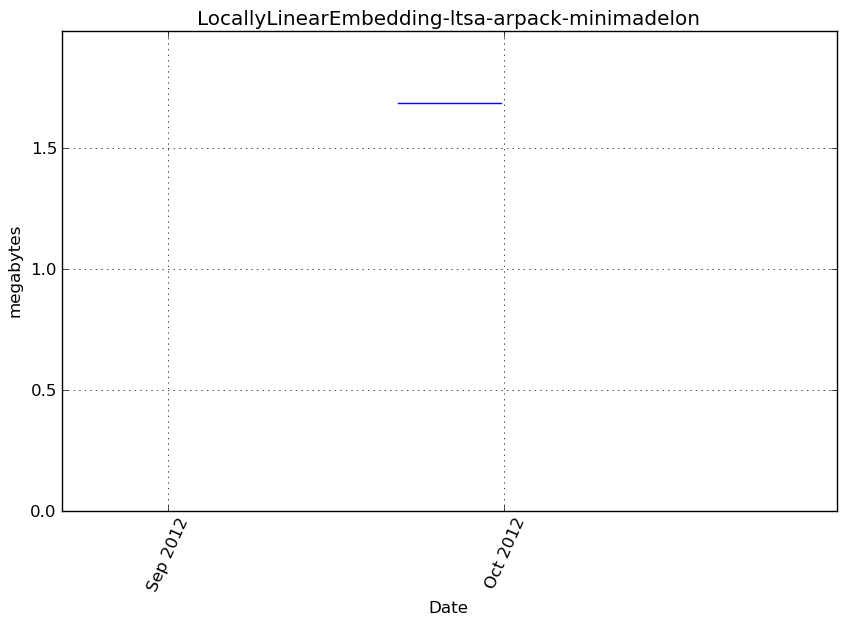 LocallyLinearEmbedding-ltsa-arpack-minimadelon
megabytes
1.5
1.0
0.5
0.0
Sep 2012
Oct 2012
Date